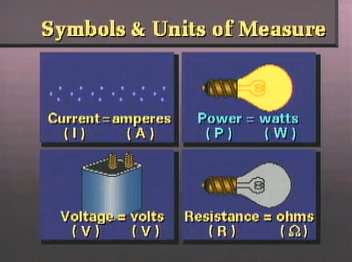 Symbols & Units of Measure
Current = amperes
( I ) ( A )
Power = watts
( P ) ( W )
Voltage = volts
( V ) ( V )
Resistance = ohms
( R ) ( Ω )